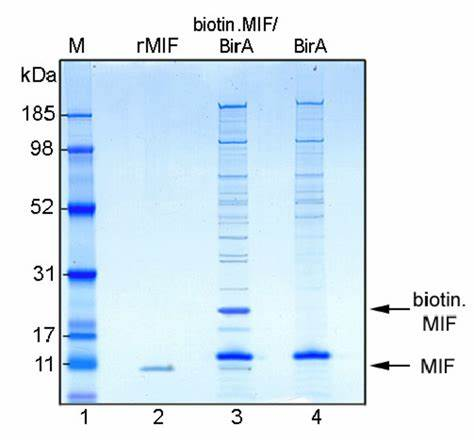 biotin.MIF/
M rMIF BirA BirA
kDa
185
98
52
31
biotin.
MIF
17
11
MIF
1 2 3 4